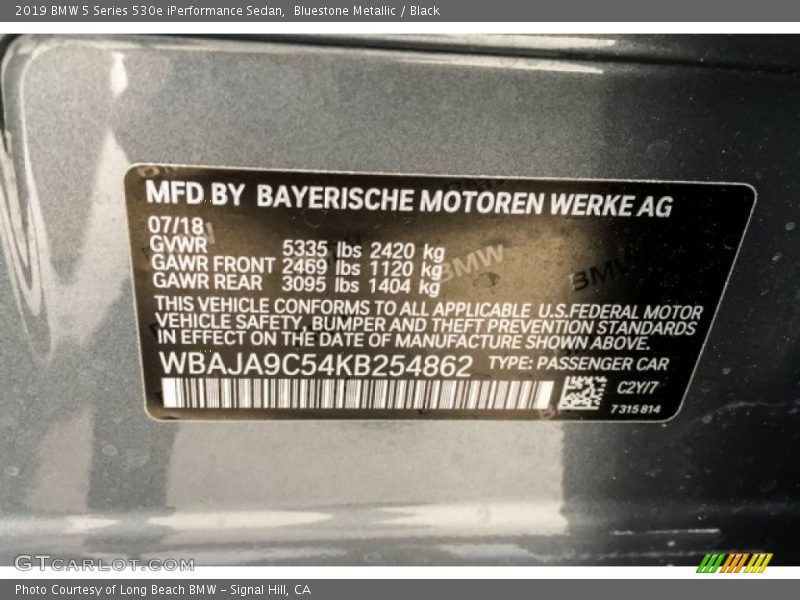 2019 BMW 5 Series 530e iPerformance Sedan, Bluestone Metallic / Black
MFD BY BAYERISCHE MOTOREN WERKE AG
07/18
GVWR 5335 lbs 2420 kg
GAWR FRONT 2469 lbs 1120 kg
GAWR REAR 3095 lbs 1404 kg
BMW
BMW
THIS VEHICLE CONFORMS TO ALL APPLICABLE U.S.FEDERAL MOTOR
VEHICLE SAFETY, BUMPER AND THEFT PREVENTION STANDARDS
IN EFFECT ON THE DATE OF MANUFACTURE SHOWN ABOVE.
WBAJA9C54KB254862 TYPE: PASSENGER CAR
C2Y/7
7315814
GTCARLOT.COM
Photo Courtesy of Long Beach BMW - Signal Hill, CA